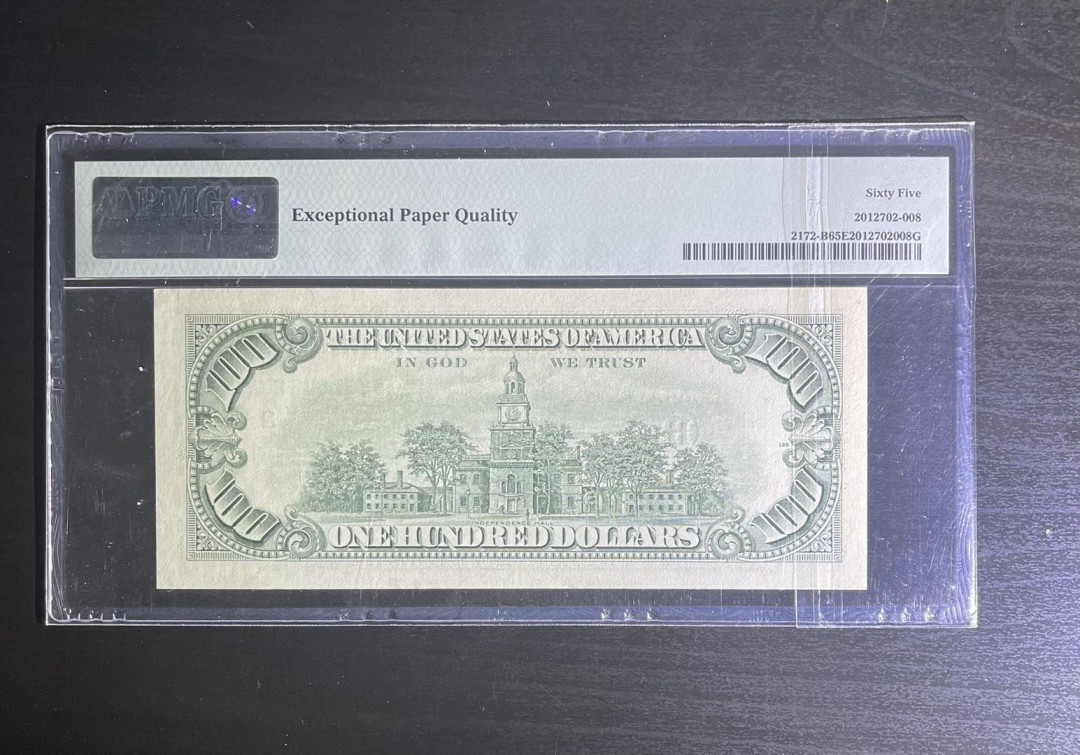 PMG
Exceptional Paper Quality
Sixty Five
2012702-008
2172-B65E2012702008G
THE UNITED STATES OF AMERICA
IN GOD WE TRUST
100
100
100
100
INDEPENDENCE HALL
ONE HUNDRED DOLLARS